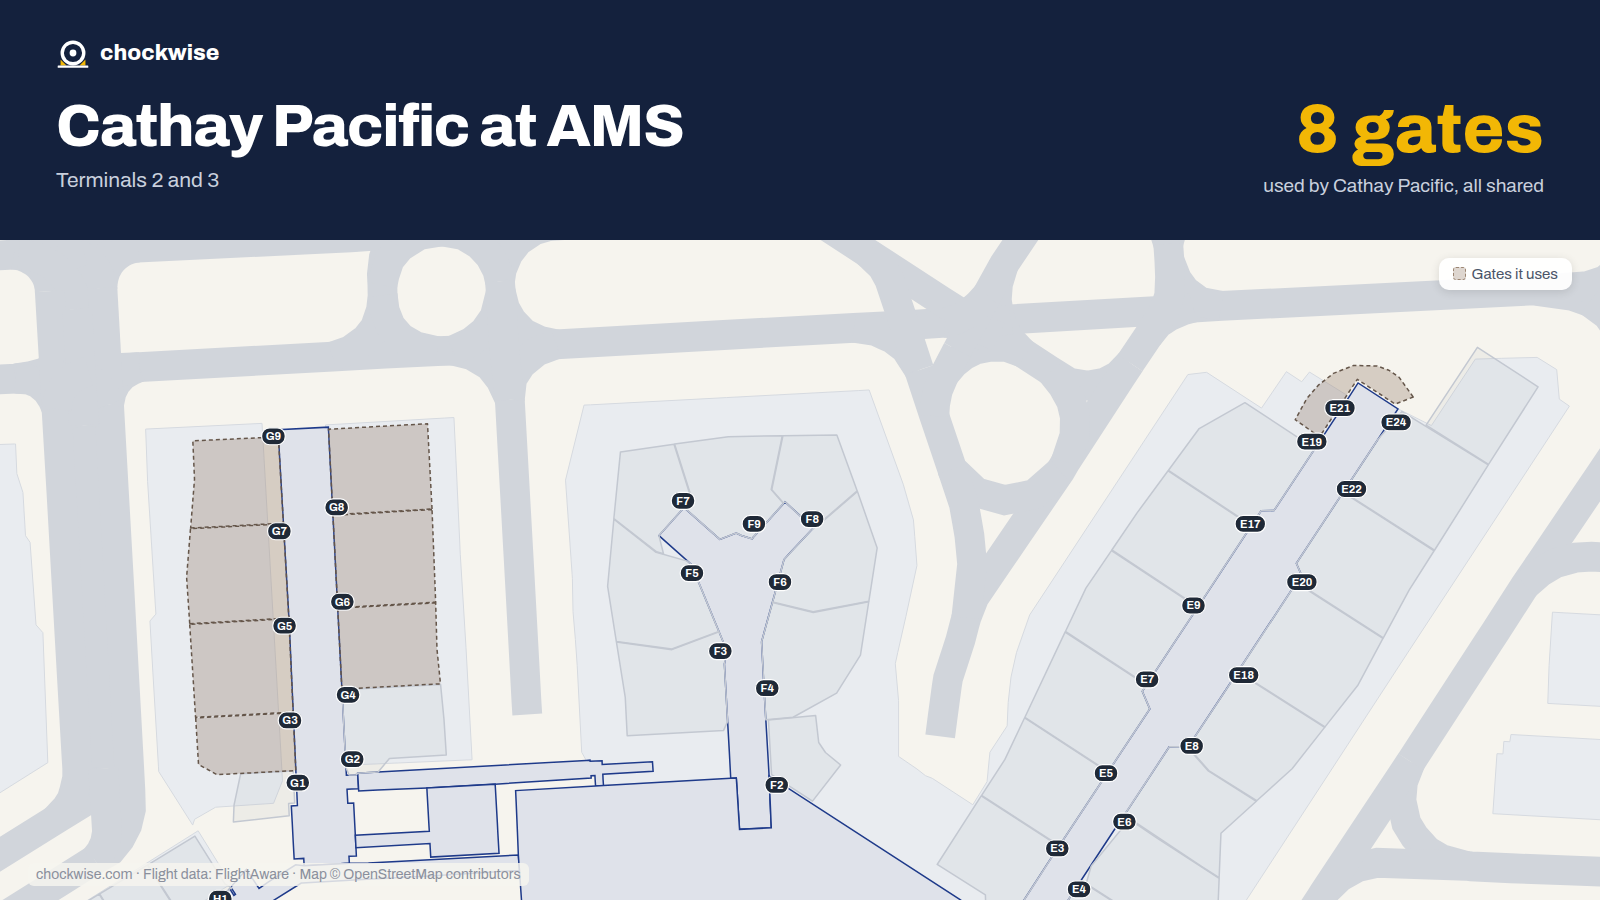 chockwise
Cathay Pacific at AMS
Terminals 2 and 3
8 gates
used by Cathay Pacific, all shared
Gates it uses
G9
G8
G7
G6
G5
G4
G3
G2
G1
F7
F9
F8
F5
F6
F3
F4
F2
E21
E24
E19
E22
E17
E20
E9
E18
E7
E8
E5
E6
E3
E4
H1
chockwise.com · Flight data: FlightAware · Map © OpenStreetMap contributors